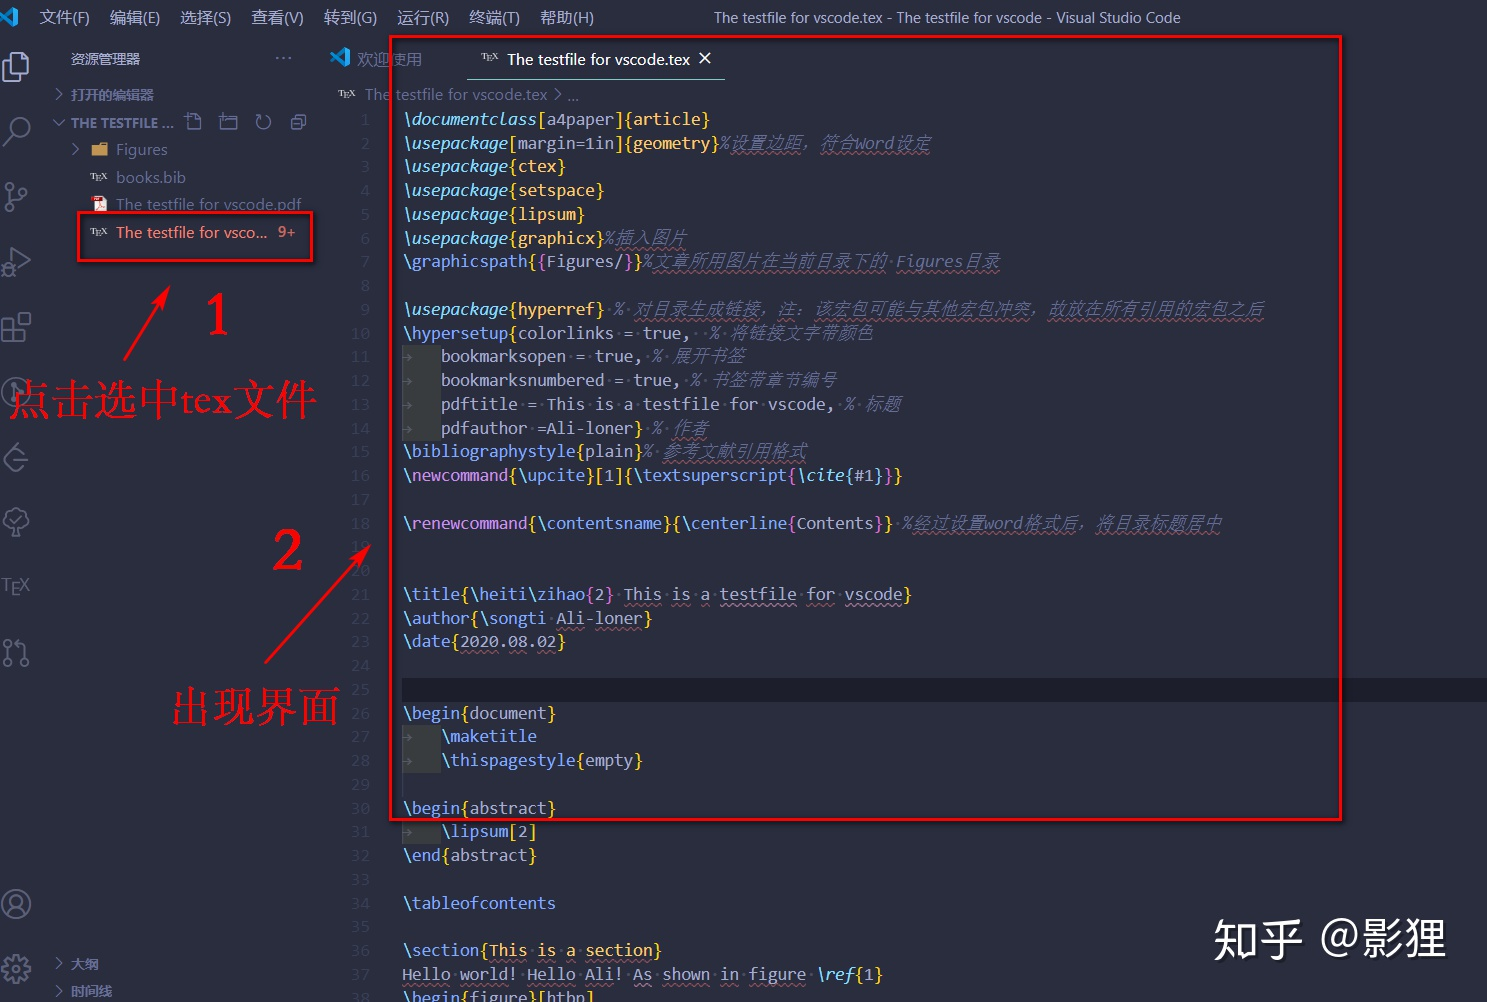 文件(F) 编辑(E) 选择(S) 查看(V) 转到(G) 运行(R) 终端(T) 帮助(H) The testfile for vscode.tex - The testfile for vscode - Visual Studio Code
资源管理器 ···
打开的编辑器
THE TESTFILE ...
Figures
TEX books.bib
The testfile for vscode.pdf
TEX The testfile for vsco... 9+
1
点击选中tex文件
2
出现界面
TEX
大纲
时间线
欢迎使用 TEX The testfile for vscode.tex ×
TEX The testfile for vscode.tex > ...
1 \documentclass[a4paper]{article}
2 \usepackage[margin=1in]{geometry}%设置边距，符合Word设定
3 \usepackage{ctex}
4 \usepackage{setspace}
5 \usepackage{lipsum}
6 \usepackage{graphicx}%插入图片
7 \graphicspath{{Figures/}}%文章所用图片在当前目录下的 Figures目录
8
9 \usepackage{hyperref} % 对目录生成链接，注：该宏包可能与其他宏包冲突，故放在所有引用的宏包之后
10 \hypersetup{colorlinks = true,  % 将链接文字带颜色
11 bookmarksopen = true, % 展开书签
12 bookmarksnumbered = true, % 书签带章节编号
13 pdftitle = This is a testfile for vscode, % 标题
14 pdfauthor =Ali-loner} % 作者
15 \bibliographystyle{plain}% 参考文献引用格式
16 \newcommand{\upcite}[1]{\textsuperscript{\cite{#1}}}
17
18 \renewcommand{\contentsname}{\centerline{Contents}} %经过设置word格式后，将目录标题居中
19
20
21 \title{\heiti\zihao{2} This is a testfile for vscode}
22 \author{\songti Ali-loner}
23 \date{2020.08.02}
24
25
26 \begin{document}
27 \maketitle
28 \thispagestyle{empty}
29
30 \begin{abstract}
31 \lipsum[2]
32 \end{abstract}
33
34 \tableofcontents
35
36 \section{This is a section}
37 Hello world! Hello Ali! As shown in figure \ref{1}
38 \begin{figure}[htbp]
知乎 @影狸